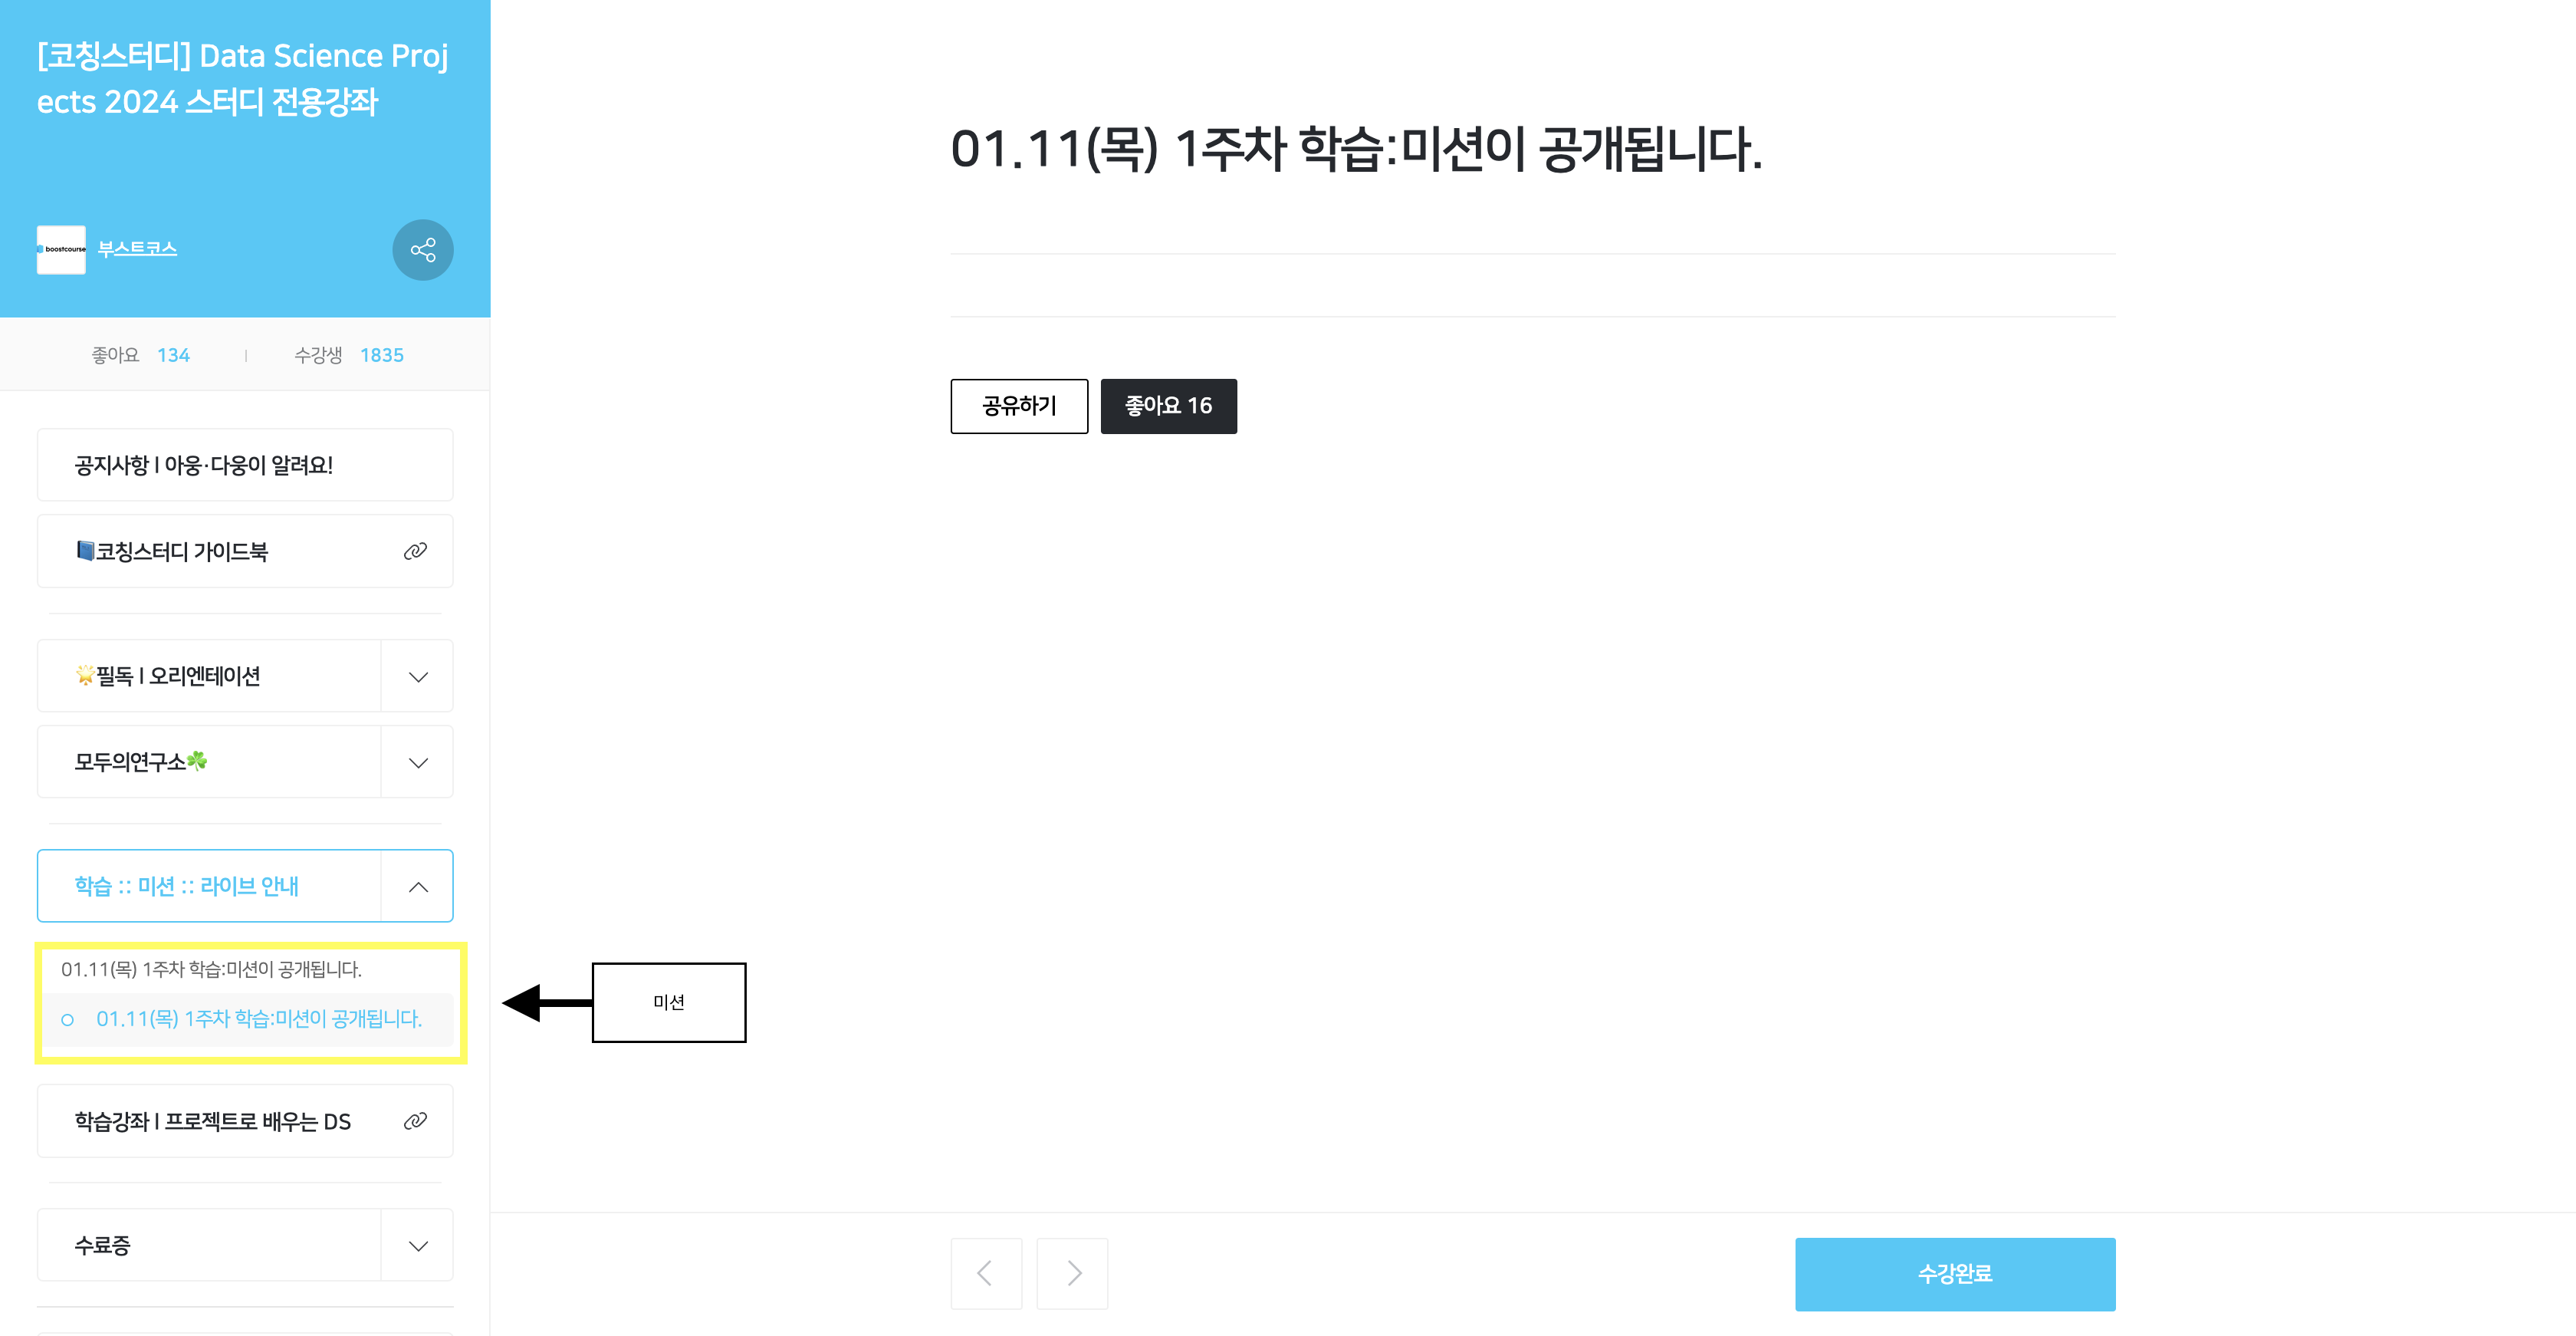 [코칭스터디] Data Science Proj
ects 2024 스터디 전용강좌
boostcourse
부스트코스
좋아요 134 | 수강생 1835
공지사항 I 아웅·다웅이 알려요!
📘코칭스터디 가이드북
🌟필독 I 오리엔테이션
모두의연구소☘️
학습 :: 미션 :: 라이브 안내
01.11(목) 1주차 학습:미션이 공개됩니다.
01.11(목) 1주차 학습:미션이 공개됩니다.
학습강좌 I 프로젝트로 배우는 DS
수료증
미션
01.11(목) 1주차 학습:미션이 공개됩니다.
공유하기
좋아요 16
수강완료